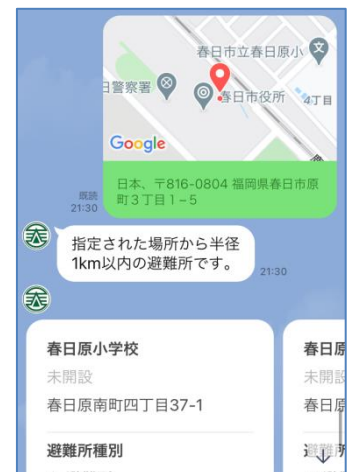 春日市立春日原小
日警察署
春日市役所
4丁目
Google
日本、〒816-0804 福岡県春日市原
町3丁目1−5
既読
21:30
指定された場所から半径
1km以内の避難所です。
21:30
春日原小学校
未開設
春日原南町四丁目37-1
避難所種別
春日原
未開設
春日原
避難所